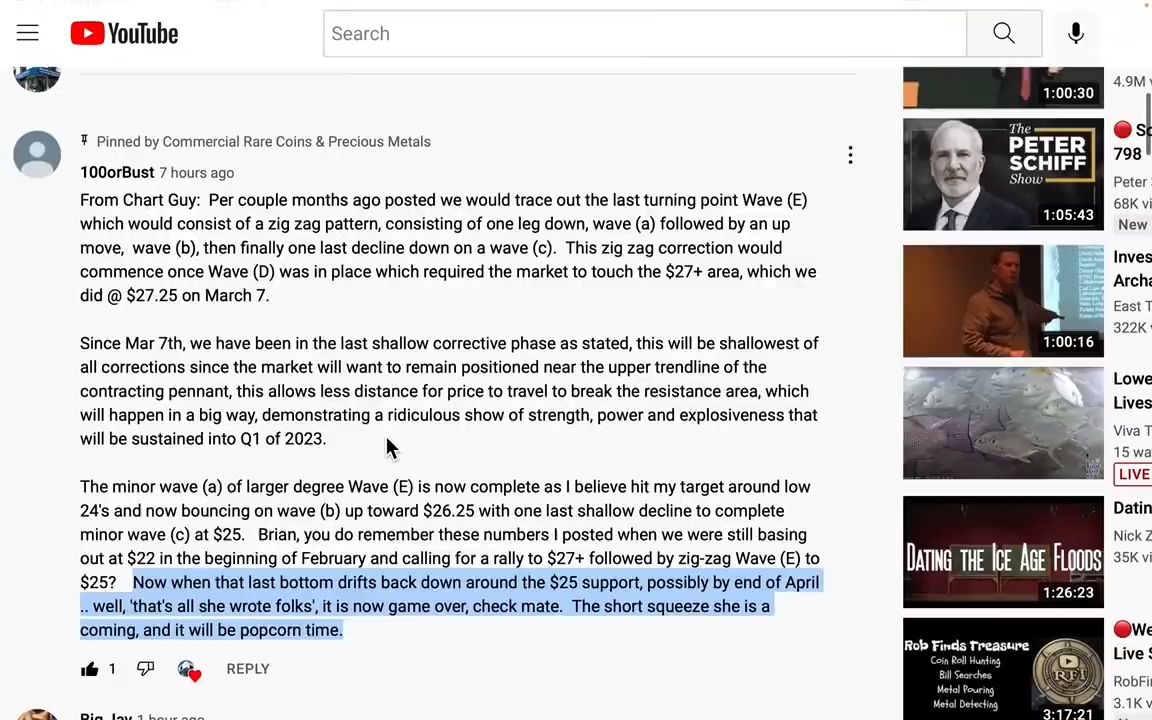 YouTube
Search
Pinned by Commercial Rare Coins & Precious Metals
100orBust 7 hours ago
From Chart Guy: Per couple months ago posted we would trace out the last turning point Wave (E)
which would consist of a zig zag pattern, consisting of one leg down, wave (a) followed by an up
move, wave (b), then finally one last decline down on a wave (c). This zig zag correction would
commence once Wave (D) was in place which required the market to touch the $27+ area, which we
did @ $27.25 on March 7.
Since Mar 7th, we have been in the last shallow corrective phase as stated, this will be shallowest of
all corrections since the market will want to remain positioned near the upper trendline of the
contracting pennant, this allows less distance for price to travel to break the resistance area, which
will happen in a big way, demonstrating a ridiculous show of strength, power and explosiveness that
will be sustained into Q1 of 2023.
The minor wave (a) of larger degree Wave (E) is now complete as I believe hit my target around low
24's and now bouncing on wave (b) up toward $26.25 with one last shallow decline to complete
minor wave (c) at $25. Brian, you do remember these numbers I posted when we were still basing
out at $22 in the beginning of February and calling for a rally to $27+ followed by zig-zag Wave (E) to
$25? Now when that last bottom drifts back down around the $25 support, possibly by end of April
.. well, 'that's all she wrote folks', it is now game over, check mate. The short squeeze she is a
coming, and it will be popcorn time.
1
REPLY
Big Jay 1 hour ago
1:00:30
4.9M
The
PETER
SCHIFF
Show
1:05:43
798
Peter
68K
New
1:00:16
Inves
Archa
East T
322K
Lowe
Lives
Viva T
15 wa
LIVE
DATING THE ICE AGE FLOODS
1:26:23
Datin
Nick Z
35K
Rob Finds Treasure
Coin Roll Hunting
Bill Searches
Metal Pouring
Metal Detecting
RFT
3:17:21
We
Live S
RobFi
3.1K